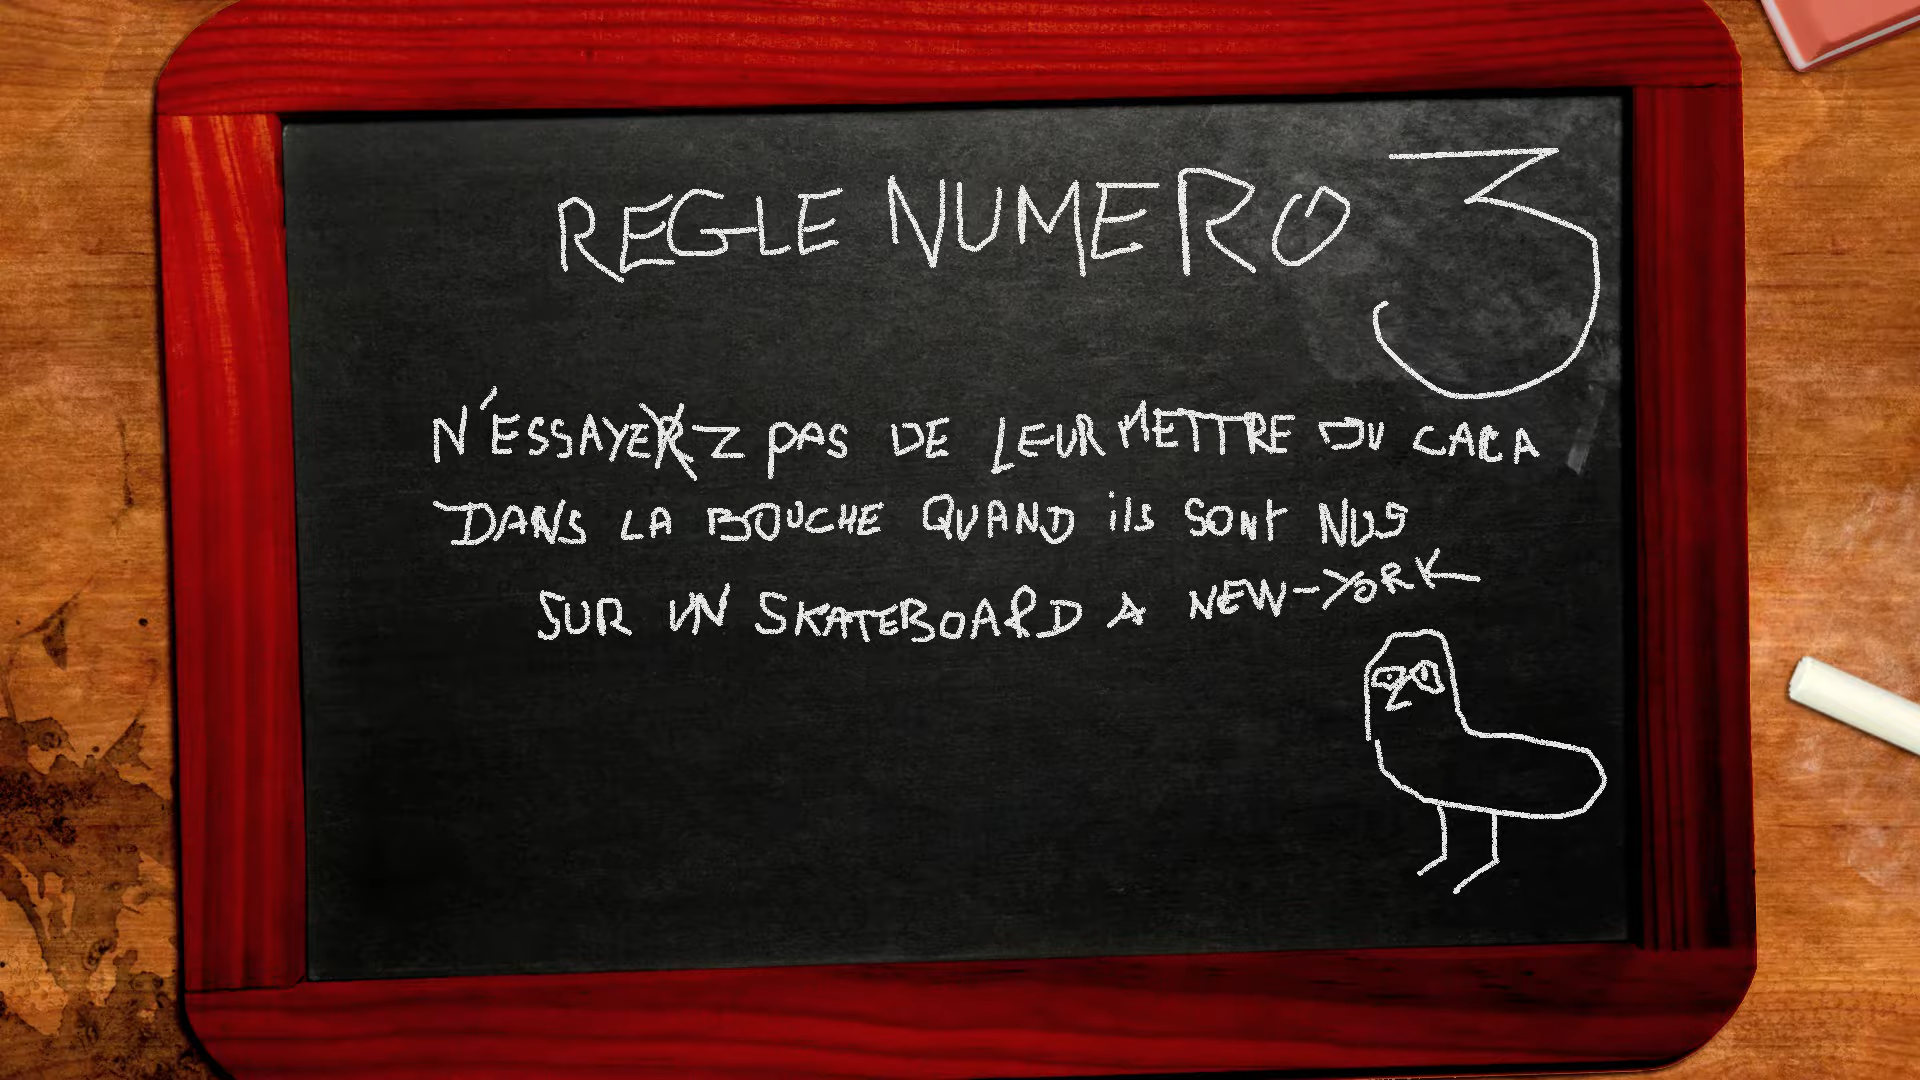 REGLE NUMERO 3
N'ESSAYEZ PAS DE LEUR METTRE DU CACA
DANS LA BOUCHE QUAND ils SONT NUS
SUR UN SKATEBOARD A NEW-YORK